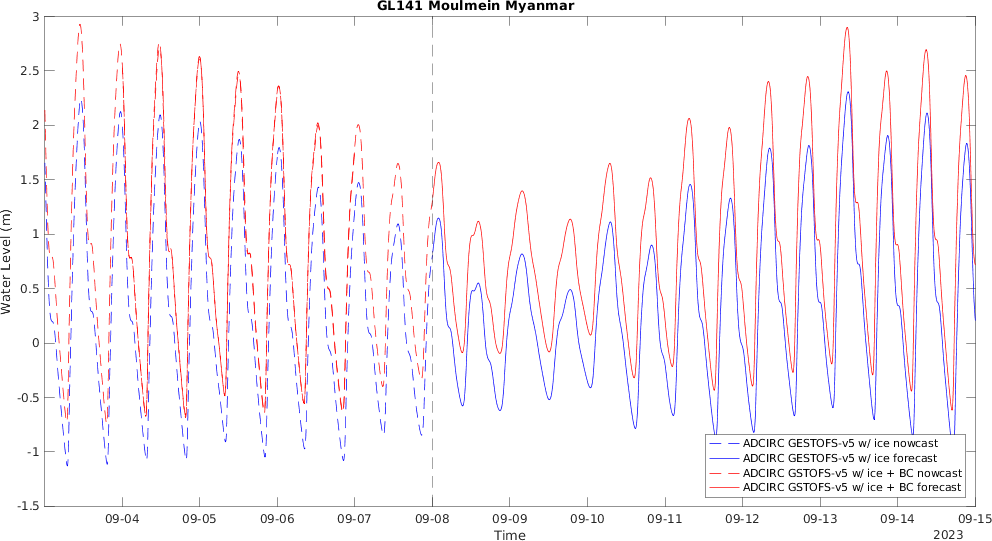 GL141 Moulmein Myanmar
3
2.5
2
1.5
1
0.5
0
-0.5
-1
-1.5
Water Level (m)
ADCIRC GESTOFS-v5 w/ ice nowcast
ADCIRC GESTOFS-v5 w/ ice forecast
ADCIRC GSTOFS-v5 w/ ice + BC nowcast
ADCIRC GSTOFS-v5 w/ ice + BC forecast
09-04 09-05 09-06 09-07 09-08 09-09 09-10 09-11 09-12 09-13 09-14 09-15
Time
2023